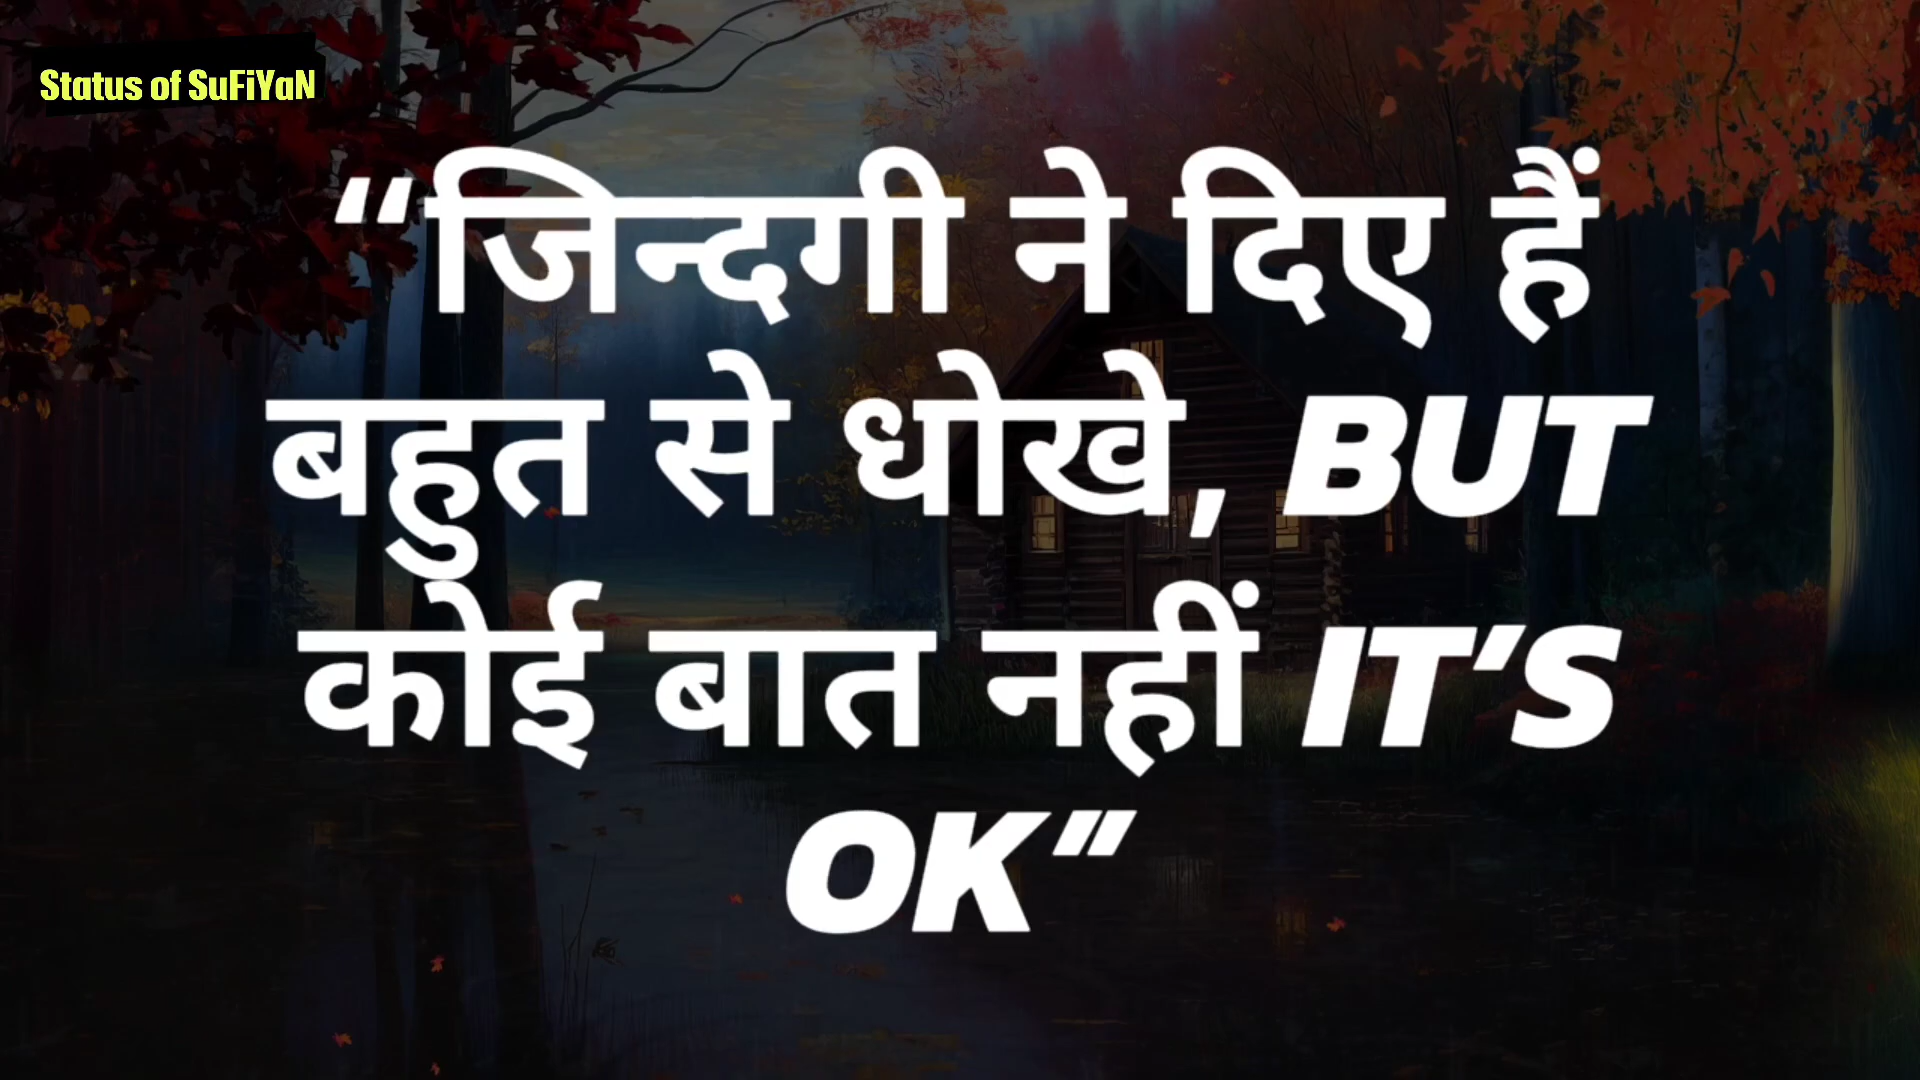 Status of SuFiYaN
“जिन्दगी ने दिए हैं
बहुत से धोखे, BUT
कोई बात नहीं IT’S
OK”